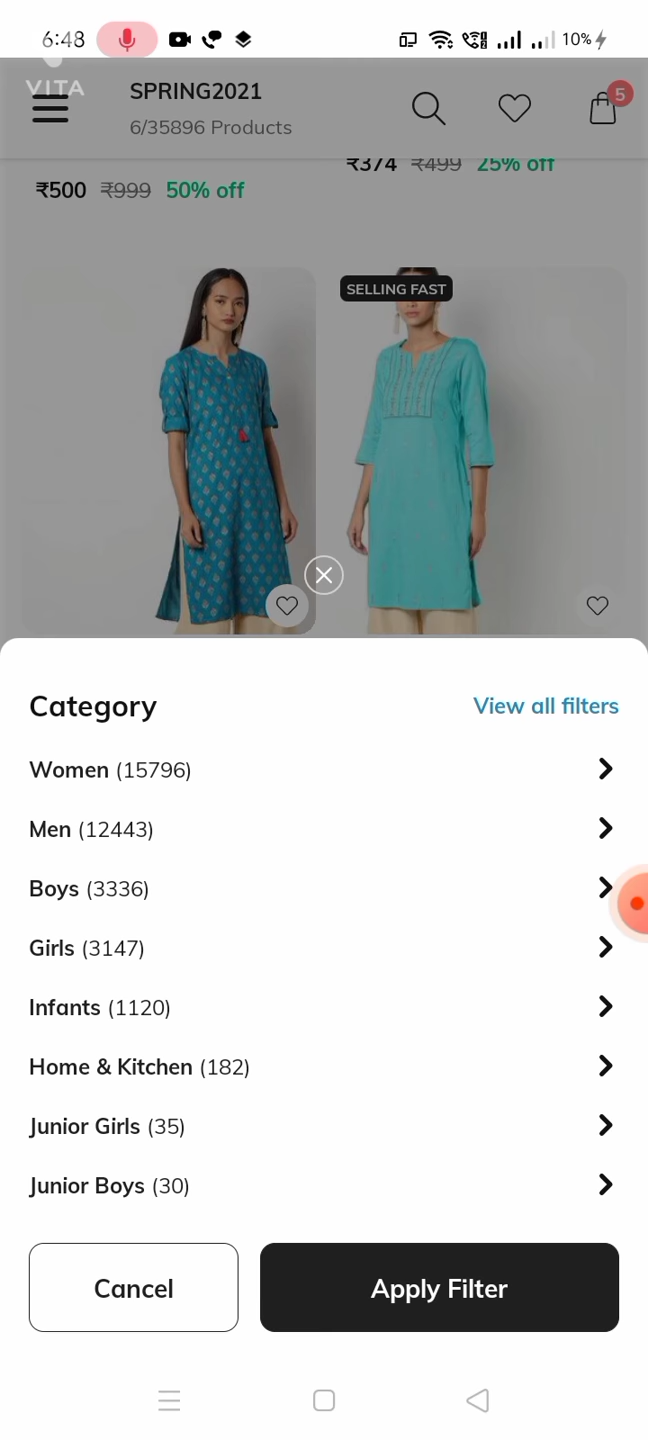 6:48
10%
VITA
SPRING2021
6/35896 Products
5
₹374 ₹499 25% off
₹500 ₹999 50% off
SELLING FAST
Category
View all filters
Women (15796)
Men (12443)
Boys (3336)
Girls (3147)
Infants (1120)
Home & Kitchen (182)
Junior Girls (35)
Junior Boys (30)
Cancel
Apply Filter